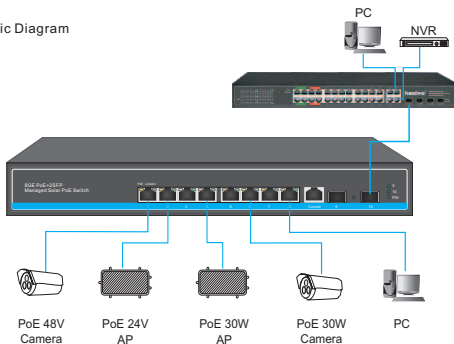 PC
ic Diagram
NVR
8GE PoE+2SFP
Managed Solar PoE Switch
Console
PoE 48V
Camera
PoE 24V
AP
PoE 30W
AP
PoE 30W
Camera
PC